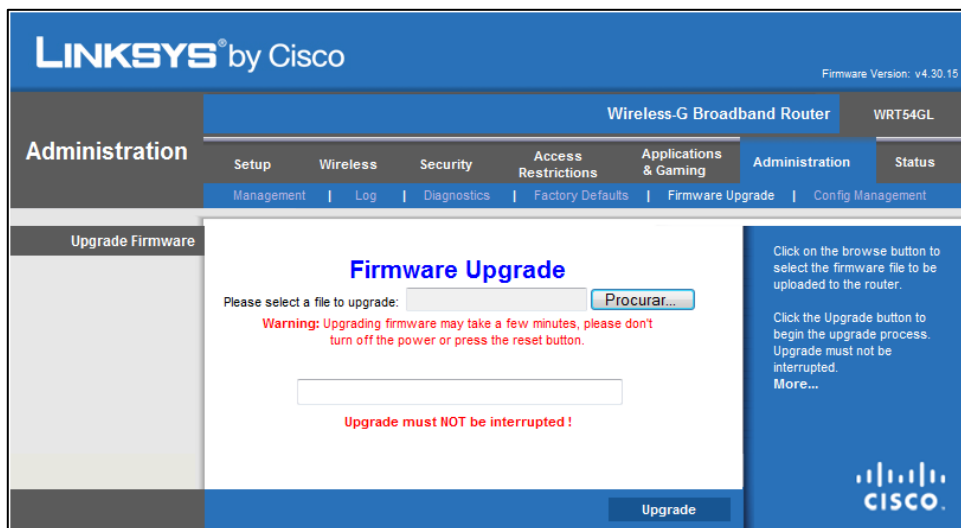 LINKSYS® by Cisco
Firmware Version: v4.30.15
Wireless-G Broadband Router WRT54GL
Administration
Setup Wireless Security Access Restrictions Applications & Gaming Administration Status
Management | Log | Diagnostics | Factory Defaults | Firmware Upgrade | Config Management
Upgrade Firmware
Firmware Upgrade
Please select a file to upgrade: Procurar...
Warning: Upgrading firmware may take a few minutes, please don't
turn off the power or press the reset button.
Upgrade must NOT be interrupted !
Click on the browse button to
select the firmware file to be
uploaded to the router.
Click the Upgrade button to
begin the upgrade process.
Upgrade must not be
interrupted.
More...
Upgrade
CISCO.